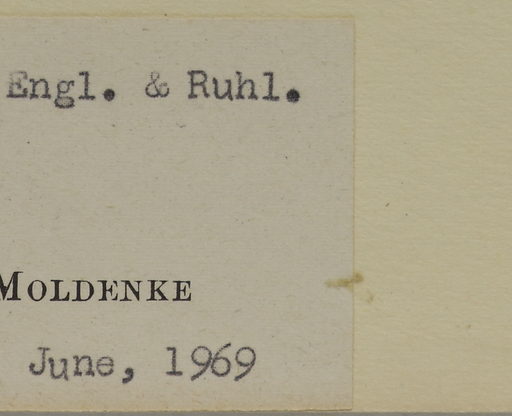 Engl. & Ruhl.
MOLDENKE
June, 1969